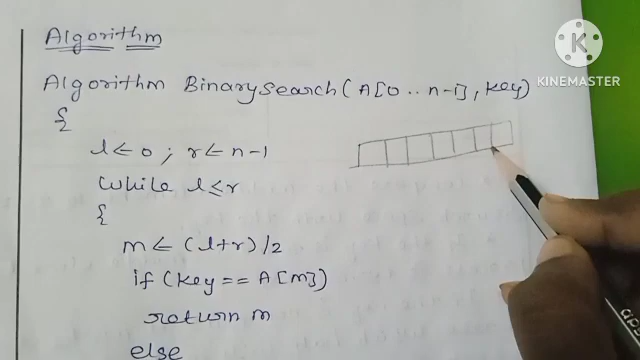 Algorithm
KINEMASTER
Algorithm BinarySearch(A[0..n-1], Key)
{
l ← 0 ; r ← n-1
While l ≤ r
{
m ← (l+r)/2
if (Key == A[m])
return m
else